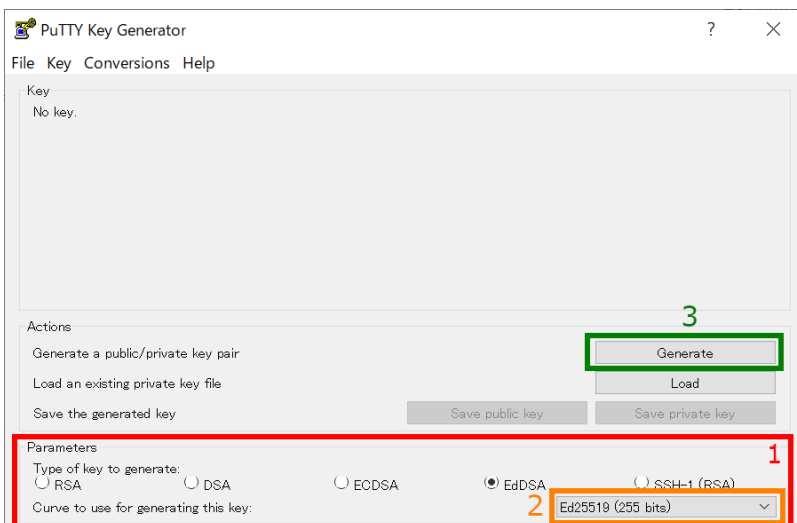 PuTTY Key Generator ?
File Key Conversions Help
Key
No key.
3
Actions
Generate a public/private key pair Generate
Load an existing private key file Load
Save the generated key Save public key Save private key
Parameters 1
Type of key to generate:
RSA DSA ECDSA EdDSA SSH-1 (RSA)
Curve to use for generating this key: 2 Ed25519 (255 bits)